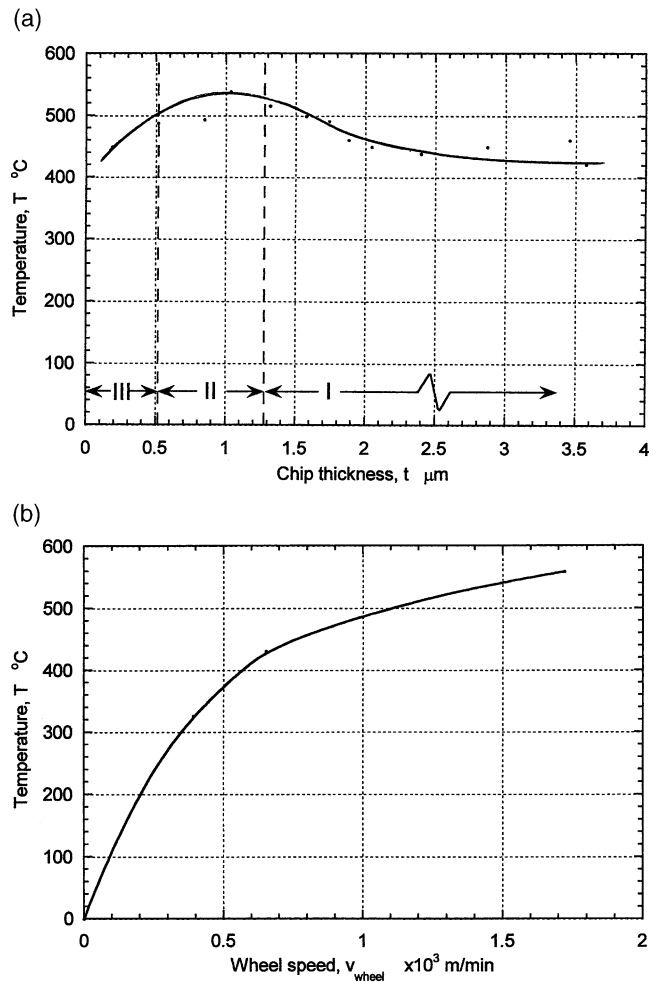 (a)
600
500
400
300
200
100
0
Temperature, T °C
III
II
I
0 0.5 1 1.5 2 2.5 3 3.5 4
Chip thickness, t μm
(b)
600
500
400
300
200
100
0
Temperature, T °C
0 0.5 1 1.5 2
Wheel speed, v_wheel x10³ m/min